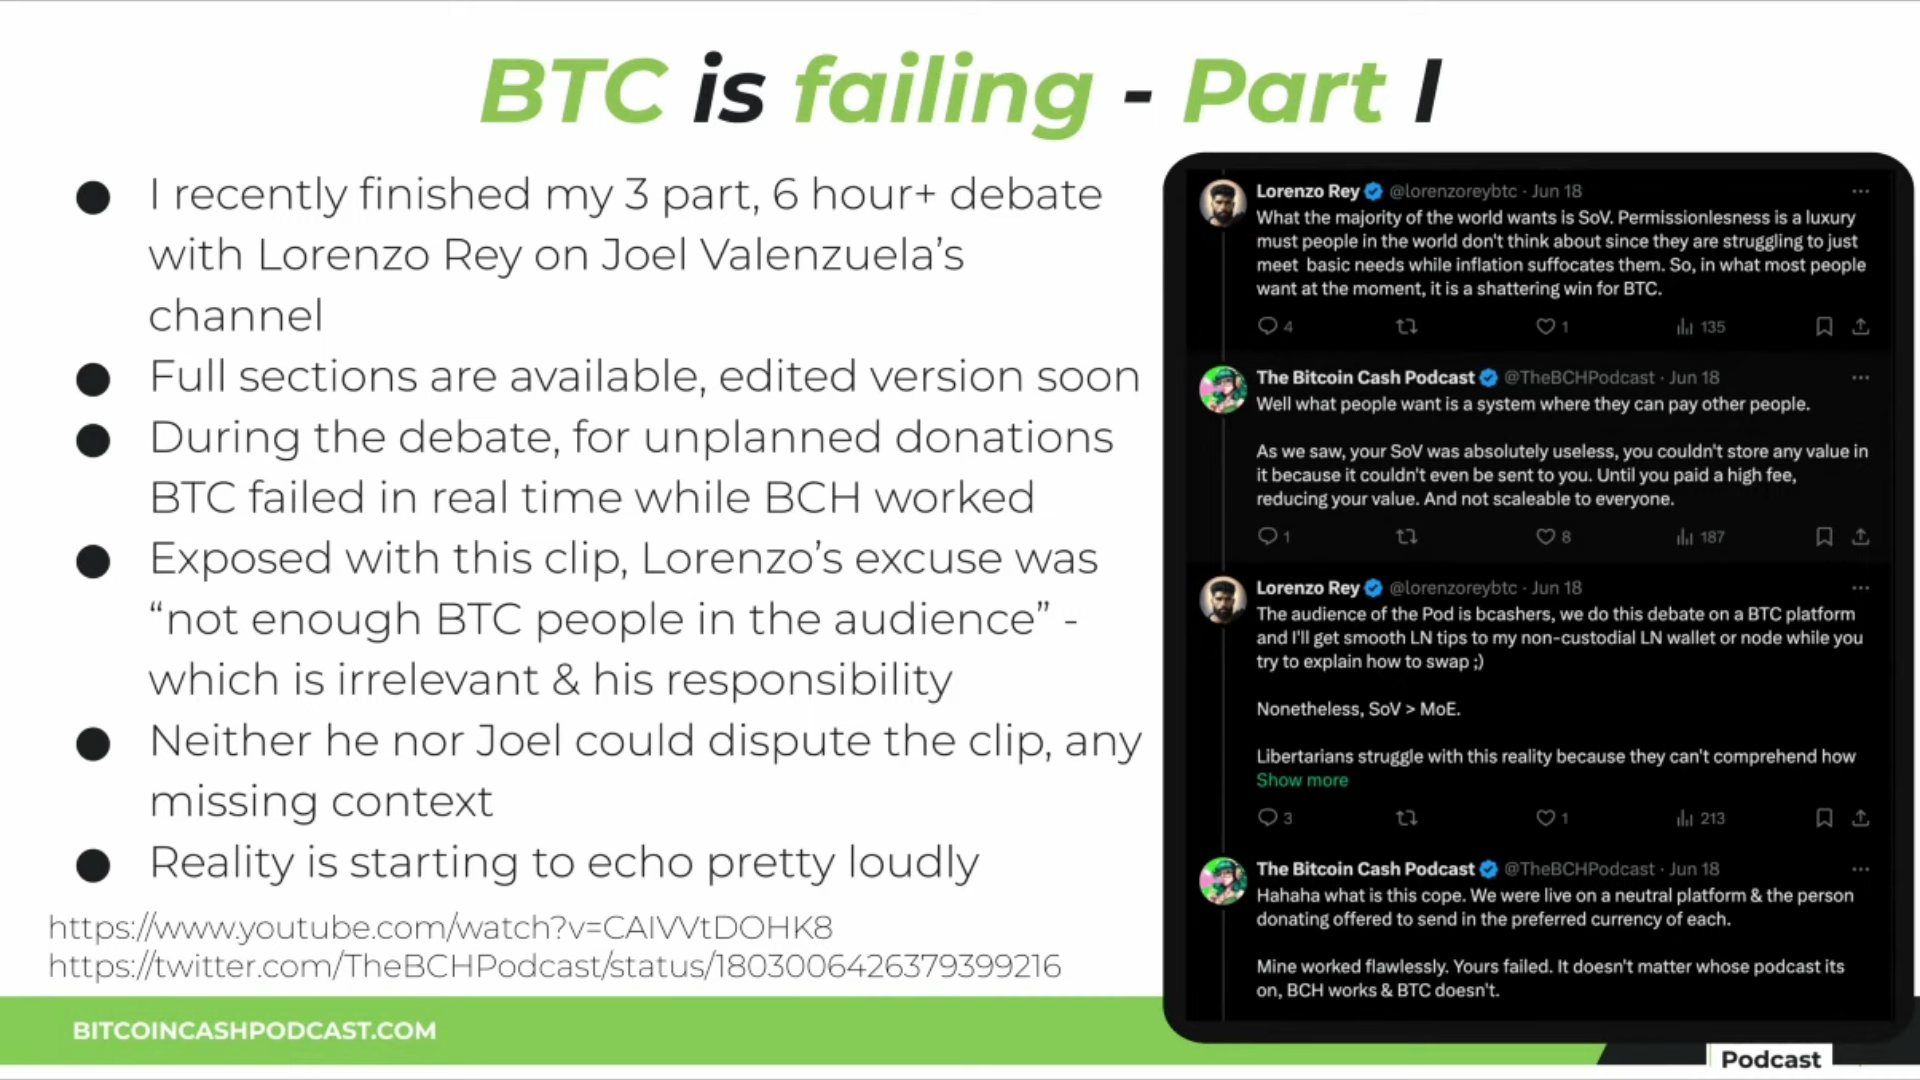 BTC is failing - Part I
● I recently finished my 3 part, 6 hour+ debate
with Lorenzo Rey on Joel Valenzuela’s
channel
● Full sections are available, edited version soon
● During the debate, for unplanned donations
BTC failed in real time while BCH worked
● Exposed with this clip, Lorenzo’s excuse was
“not enough BTC people in the audience” -
which is irrelevant & his responsibility
● Neither he nor Joel could dispute the clip, any
missing context
● Reality is starting to echo pretty loudly
https://www.youtube.com/watch?v=CAIVVtDOHK8
https://twitter.com/TheBCHPodcast/status/1803006426379399216
BITCOINCASHPODCAST.COM
Lorenzo Rey @lorenzoreybtc · Jun 18
What the majority of the world wants is SoV. Permissionlesness is a luxury
must people in the world don't think about since they are struggling to just
meet basic needs while inflation suffocates them. So, in what most people
want at the moment, it is a shattering win for BTC.
4 1 135
The Bitcoin Cash Podcast @TheBCHPodcast · Jun 18
Well what people want is a system where they can pay other people.
As we saw, your SoV was absolutely useless, you couldn't store any value in
it because it couldn't even be sent to you. Until you paid a high fee,
reducing your value. And not scaleable to everyone.
1 8 187
Lorenzo Rey @lorenzoreybtc · Jun 18
The audience of the Pod is bcashers, we do this debate on a BTC platform
and I'll get smooth LN tips to my non-custodial LN wallet or node while you
try to explain how to swap ;)
Nonetheless, SoV > MoE.
Libertarians struggle with this reality because they can't comprehend how
Show more
3 1 213
The Bitcoin Cash Podcast @TheBCHPodcast · Jun 18
Hahaha what is this cope. We were live on a neutral platform & the person
donating offered to send in the preferred currency of each.
Mine worked flawlessly. Yours failed. It doesn't matter whose podcast its
on, BCH works & BTC doesn't.
Podcast